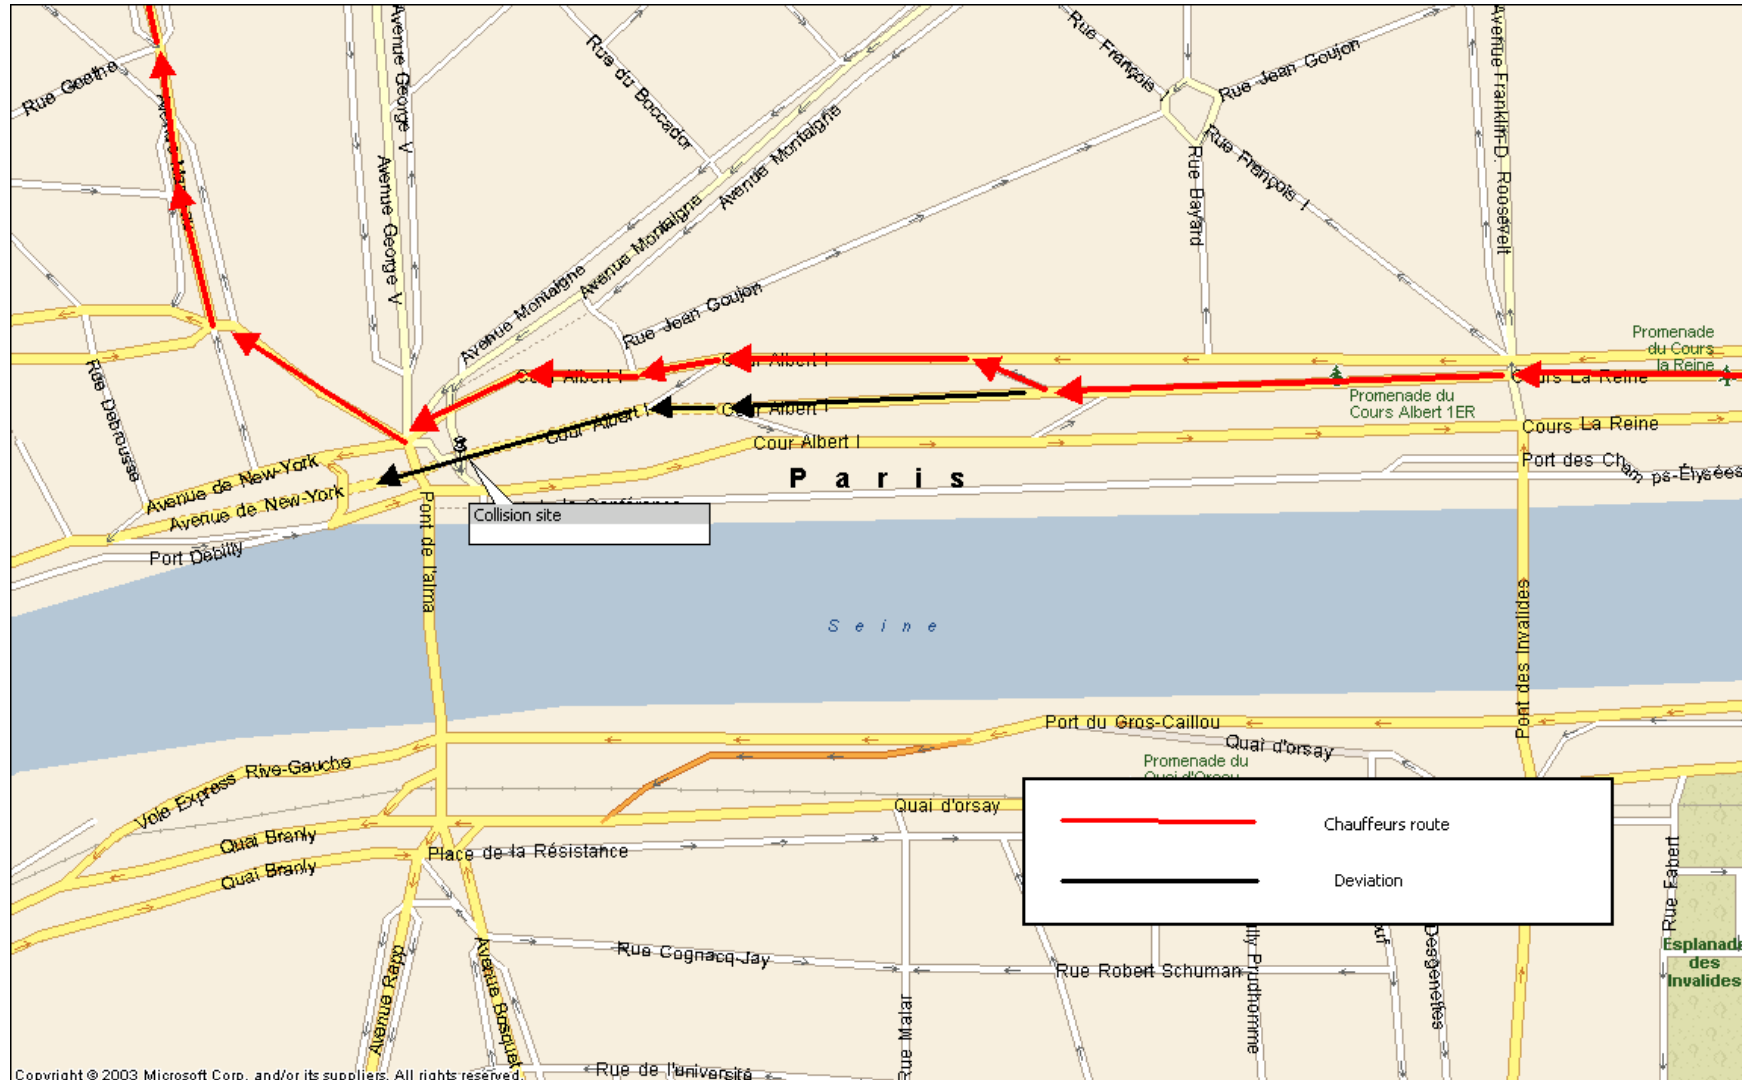 Rue Goethe
Avenue George V
Avenue George V
Rue du Boccador
Avenue Montaigne
Avenue Montaigne
Avenue Montaigne
Rue François I
Rue Jean Goujon
Rue François I
Rue Bayard
Avenue Franklin-D. Roosevelt
Rue Jean Goujon
Rue Debrousse
Promenade
du Cours
la Reine
Cour Albert I
Cour Albert I
Cours La Reine
Promenade du
Cours Albert 1ER
Cour Albert I
Cour Albert I
Cour Albert I
Cours La Reine
Port des Champs-Élysées
Paris
Avenue de New-York
Avenue de New-York
Port Debilly
Pont de l'alma
Collision site
Seine
Pont des Invalides
Port du Gros-Caillou
Quai d'orsay
Promenade du
Quai d'Orsay
Voie Express Rive-Gauche
Quai Branly
Quai Branly
Quai d'orsay
Place de la Résistance
Chauffeurs route
Deviation
Rue Fabert
Esplanade
des
Invalides
Avenue Rapp
Avenue Bosquet
Rue Cognacq-Jay
Rue Robert Schuman
Prudhomme
Desgenettes
Rue Malar
Rue de l'université
Copyright © 2003 Microsoft Corp. and/or its suppliers. All rights reserved.